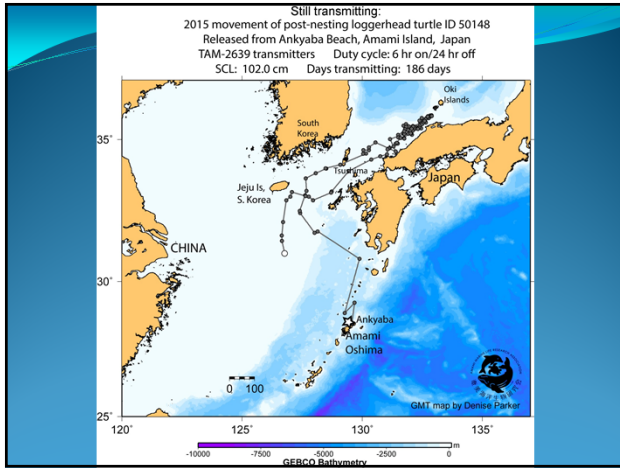 Still transmitting:
2015 movement of post-nesting loggerhead turtle ID 50148
Released from Ankyaba Beach, Amami Island, Japan
TAM-2639 transmitters Duty cycle: 6 hr on/24 hr off
SCL: 102.0 cm Days transmitting: 186 days
Oki
Islands
South
Korea
35˚
35˚
Tsushima
Jeju Is,
S. Korea
Japan
CHINA
30˚
30˚
Ankyaba
Amami
Oshima
0 100
GMT map by Denise Parker
25˚
25˚
120˚
125˚
130˚
135˚
m
-10000 -7500 -5000 -2500 0
GEBCO Bathymetry